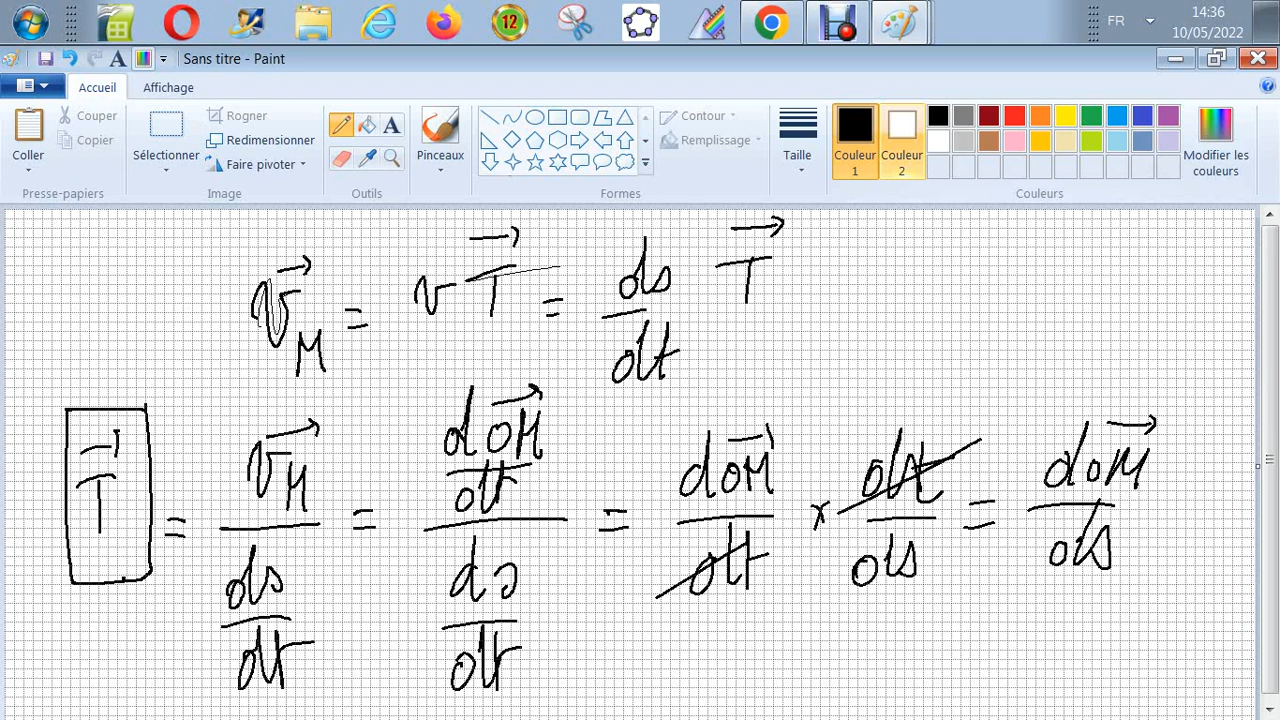 12
FR
14:36
10/05/2022
Sans titre - Paint
Accueil
Affichage
Coller
Couper
Copier
Sélectionner
Rogner
Redimensionner
Faire pivoter
Pinceaux
Contour
Remplissage
Taille
Couleur 1
Couleur 2
Modifier les couleurs
Presse-papiers
Image
Outils
Formes
Couleurs
v⃗_M = v T⃗ = ds/dt T⃗
T⃗ = v⃗_M / (ds/dt) = (dOM⃗/dt) / (ds/dt) = dOM⃗/dt × dt/ds = dOM⃗/ds